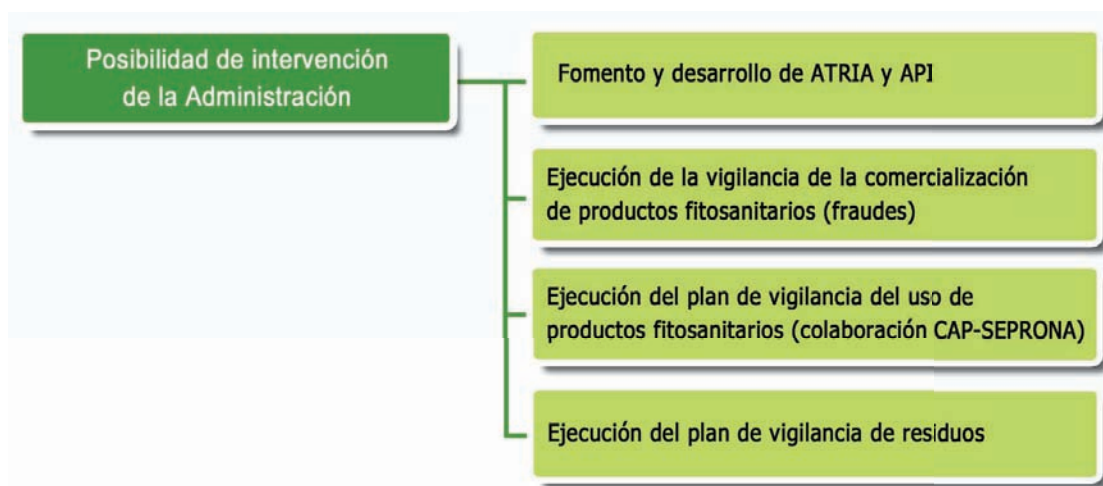 Posibilidad de intervención
de la Administración
Fomento y desarrollo de ATRIA y API
Ejecución de la vigilancia de la comercialización
de productos fitosanitarios (fraudes)
Ejecución del plan de vigilancia del uso de
productos fitosanitarios (colaboración CAP-SEPRONA)
Ejecución del plan de vigilancia de residuos